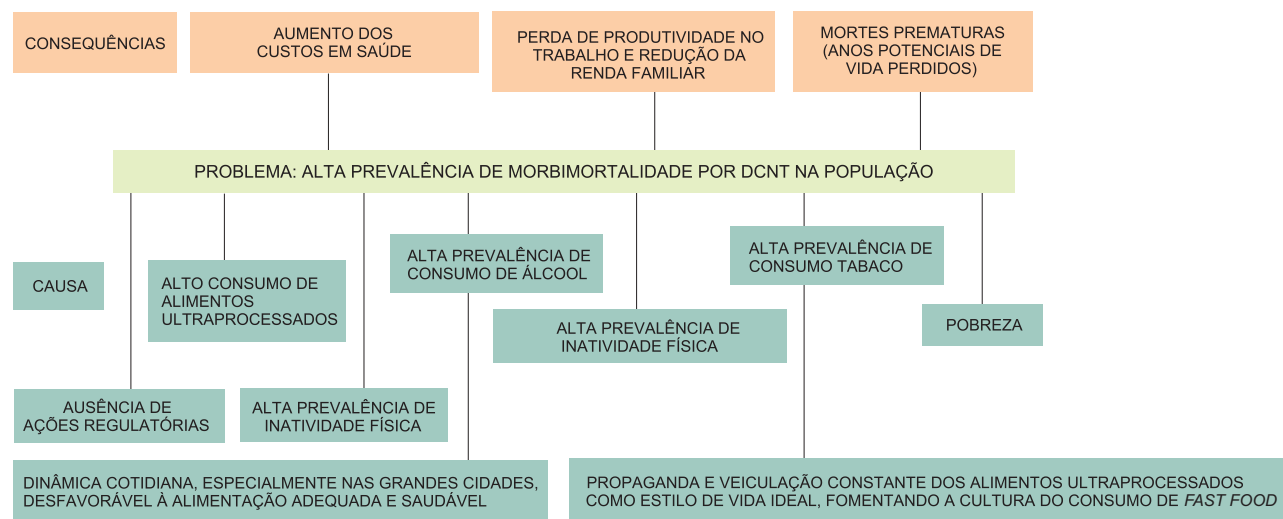 CONSEQUÊNCIAS
AUMENTO DOS
CUSTOS EM SAÚDE
PERDA DE PRODUTIVIDADE NO
TRABALHO E REDUÇÃO DA
RENDA FAMILIAR
MORTES PREMATURAS
(ANOS POTENCIAIS DE
VIDA PERDIDOS)
PROBLEMA: ALTA PREVALÊNCIA DE MORBIMORTALIDADE POR DCNT NA POPULAÇÃO
CAUSA
ALTO CONSUMO DE
ALIMENTOS
ULTRAPROCESSADOS
ALTA PREVALÊNCIA DE
CONSUMO DE ÁLCOOL
ALTA PREVALÊNCIA DE
INATIVIDADE FÍSICA
ALTA PREVALÊNCIA DE
CONSUMO TABACO
POBREZA
AUSÊNCIA DE
AÇÕES REGULATÓRIAS
ALTA PREVALÊNCIA DE
INATIVIDADE FÍSICA
DINÂMICA COTIDIANA, ESPECIALMENTE NAS GRANDES CIDADES,
DESFAVORÁVEL À ALIMENTAÇÃO ADEQUADA E SAUDÁVEL
PROPAGANDA E VEICULAÇÃO CONSTANTE DOS ALIMENTOS ULTRAPROCESSADOS
COMO ESTILO DE VIDA IDEAL, FOMENTANDO A CULTURA DO CONSUMO DE FAST FOOD